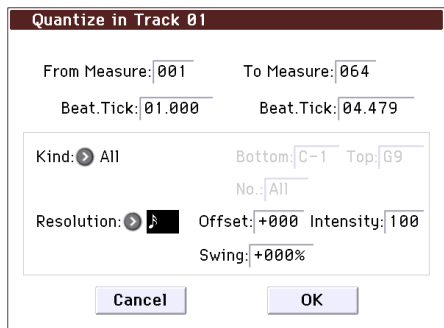 Quantize in Track 01
From Measure: 001 To Measure: 064
Beat.Tick: 01.000 Beat.Tick: 04.479
Kind: All Bottom: C-1 Top: G9
No.: All
Resolution: Offset: +000 Intensity: 100
Swing: +000%
Cancel OK